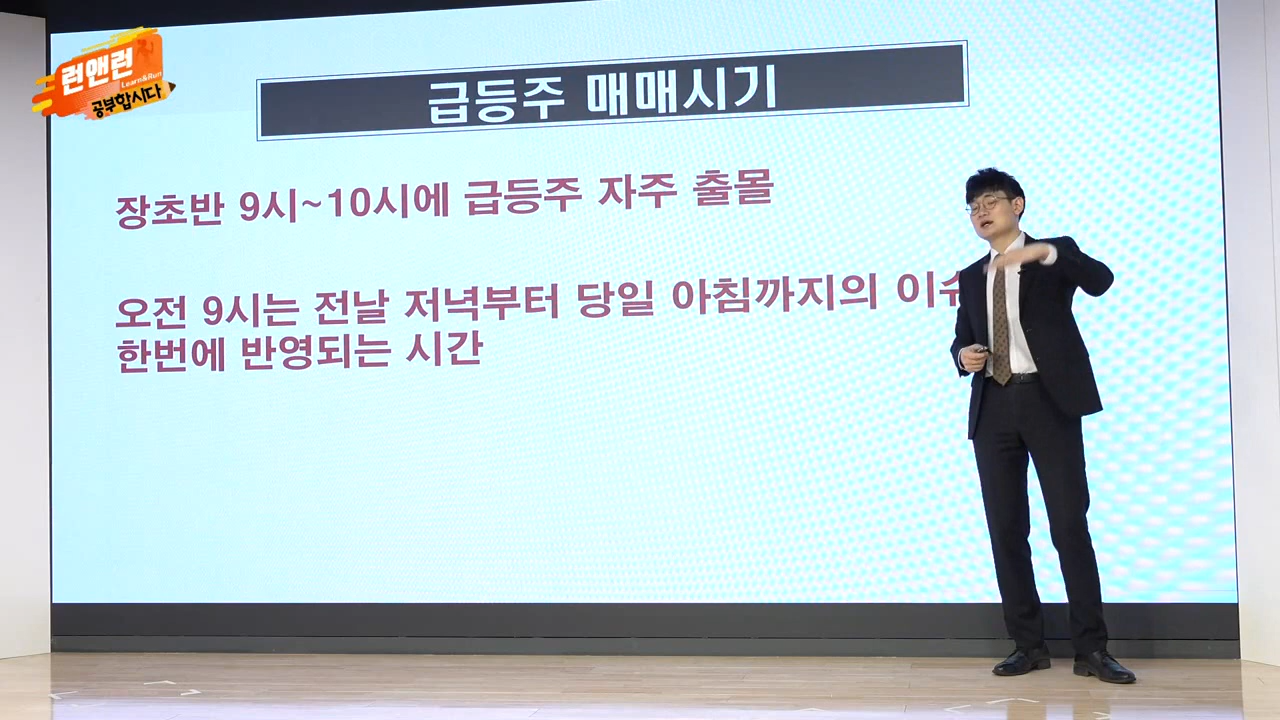 런앤런
Learn&Run
공부합시다
급등주 매매시기
장초반 9시~10시에 급등주 자주 출몰
오전 9시는 전날 저녁부터 당일 아침까지의
한번에 반영되는 시간